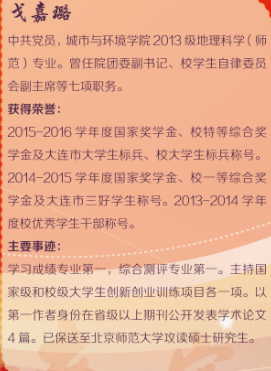 戈嘉璐
中共党员，城市与环境学院2013级地理科学（师
范）专业。曾任院团委副书记、校学生自律委员
会副主席等七项职务。
获得荣誉：
2015-2016学年度国家奖学金、校特等综合奖
学金及大连市大学生标兵、校大学生标兵称号。
2014-2015学年度国家奖学金、校一等综合奖
学金及大连市三好学生称号。2013-2014学年
度校优秀学生干部称号。
主要事迹：
学习成绩专业第一，综合测评专业第一。主持国
家级和校级大学生创新创业训练项目各一项。以
第一作者身份在省级以上期刊公开发表学术论文
4篇。已保送至北京师范大学攻读硕士研究生。